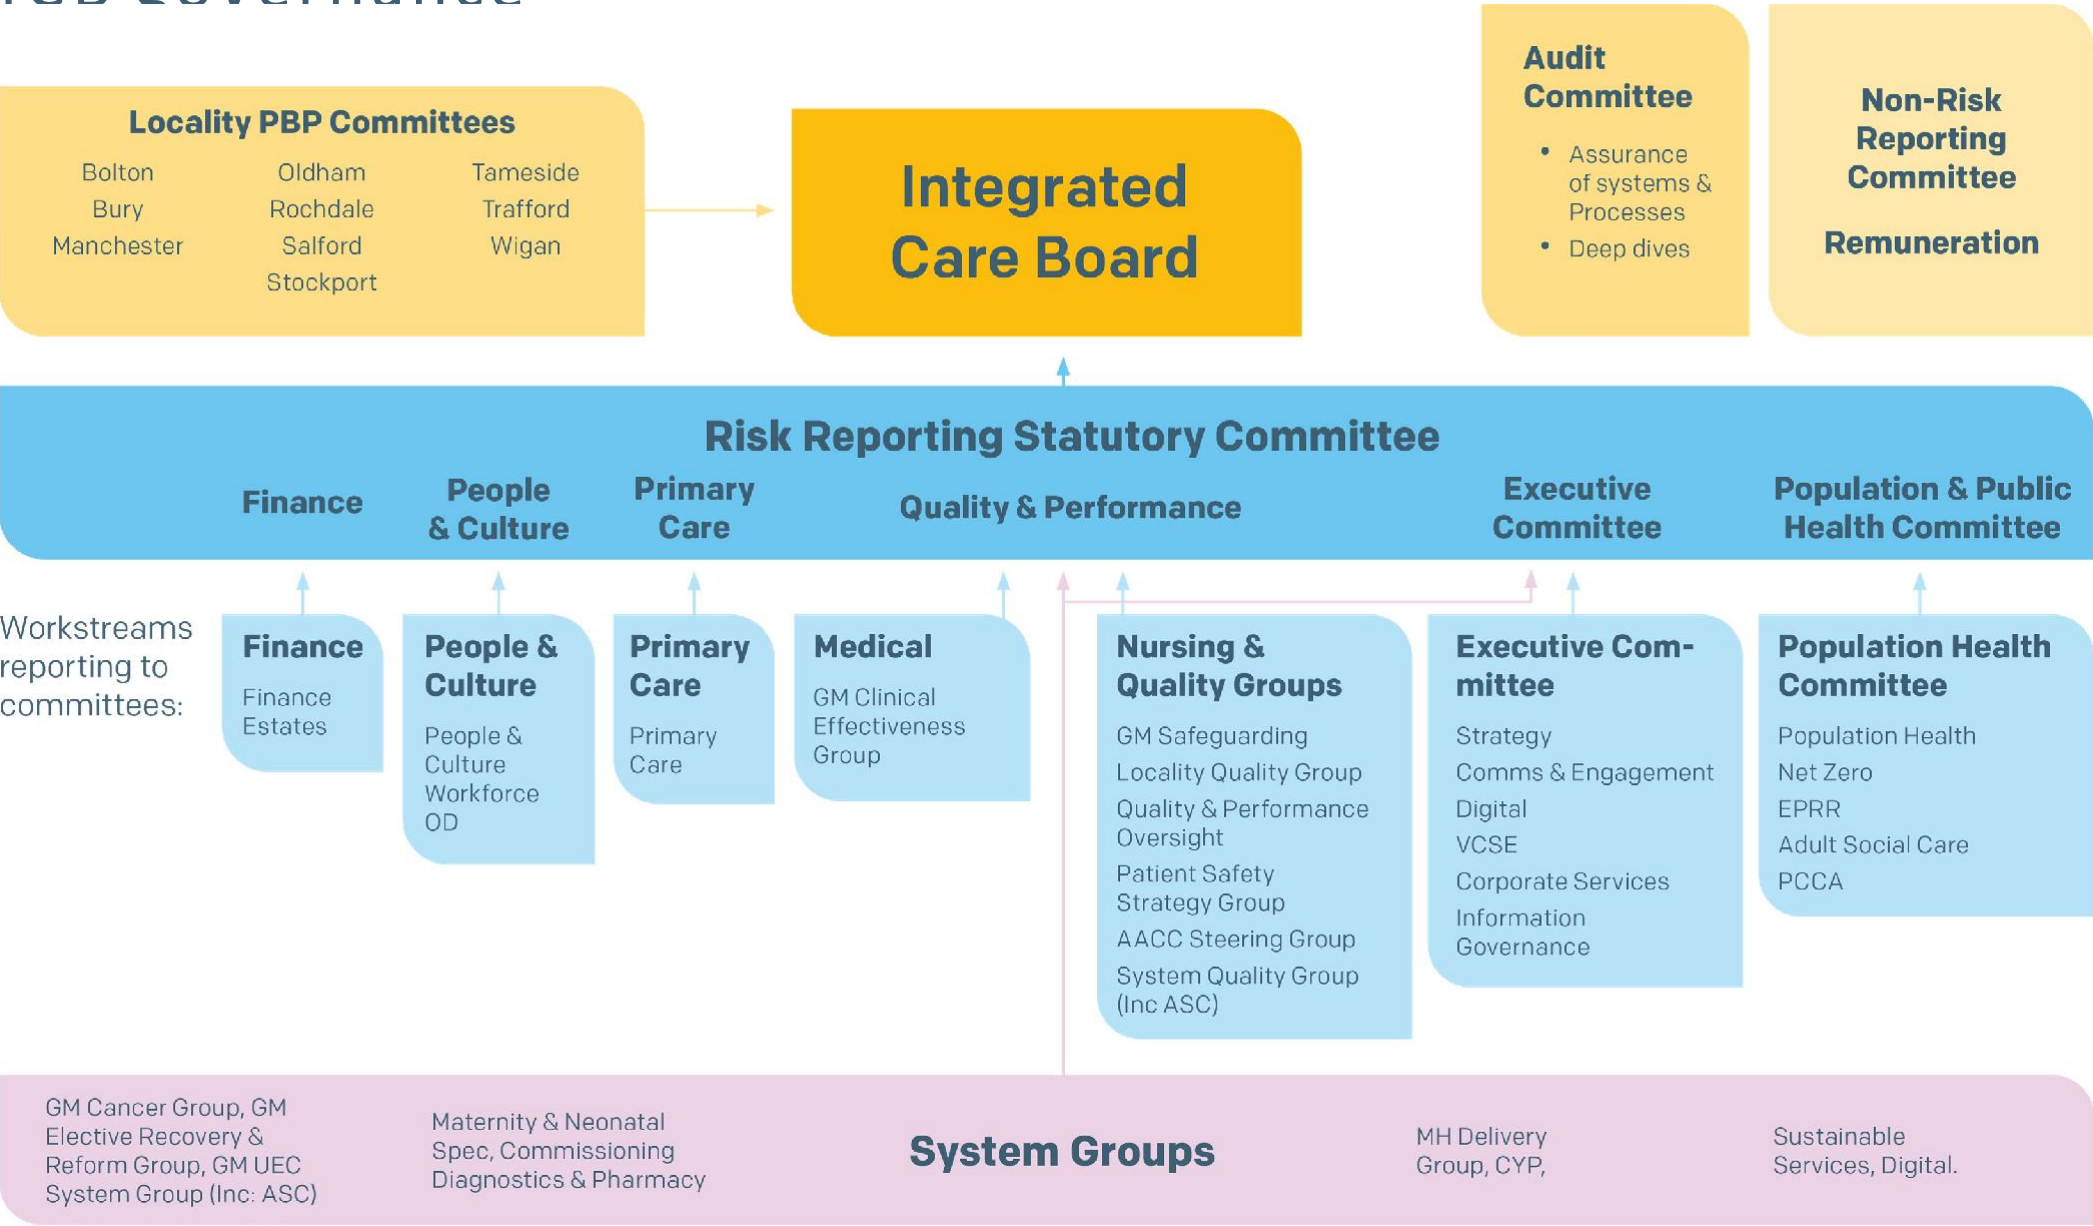 ICB Governance
Locality PBP Committees
Bolton
Bury
Manchester
Oldham
Rochdale
Salford
Stockport
Tameside
Trafford
Wigan
Integrated
Care Board
Audit
Committee
• Assurance
of systems &
Processes
• Deep dives
Non-Risk
Reporting
Committee
Remuneration
Risk Reporting Statutory Committee
Finance
People
& Culture
Primary
Care
Quality & Performance
Executive
Committee
Population & Public
Health Committee
Workstreams
reporting to
committees:
Finance
Finance
Estates
People &
Culture
People &
Culture
Workforce
OD
Primary
Care
Primary
Care
Medical
GM Clinical
Effectiveness
Group
Nursing &
Quality Groups
GM Safeguarding
Locality Quality Group
Quality & Performance
Oversight
Patient Safety
Strategy Group
AACC Steering Group
System Quality Group
(Inc ASC)
Executive Com-
mittee
Strategy
Comms & Engagement
Digital
VCSE
Corporate Services
Information
Governance
Population Health
Committee
Population Health
Net Zero
EPRR
Adult Social Care
PCCA
GM Cancer Group, GM
Elective Recovery &
Reform Group, GM UEC
System Group (Inc: ASC)
Maternity & Neonatal
Spec, Commissioning
Diagnostics & Pharmacy
System Groups
MH Delivery
Group, CYP,
Sustainable
Services, Digital.